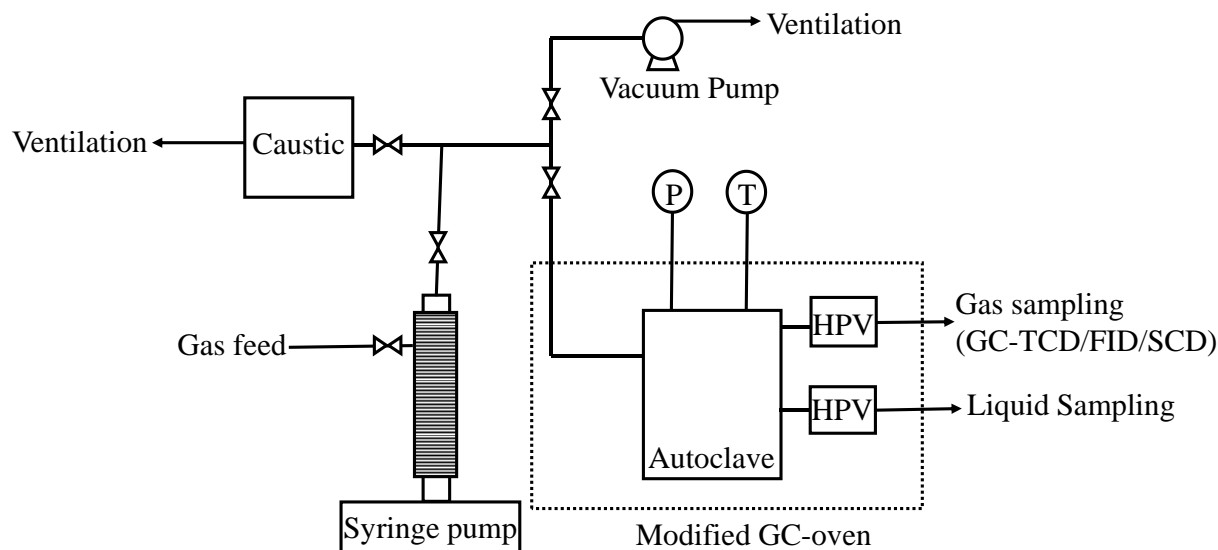 Ventilation
Vacuum Pump
Ventilation
Caustic
P
T
Gas feed
HPV
Gas sampling
(GC-TCD/FID/SCD)
HPV
Liquid Sampling
Autoclave
Syringe pump
Modified GC-oven